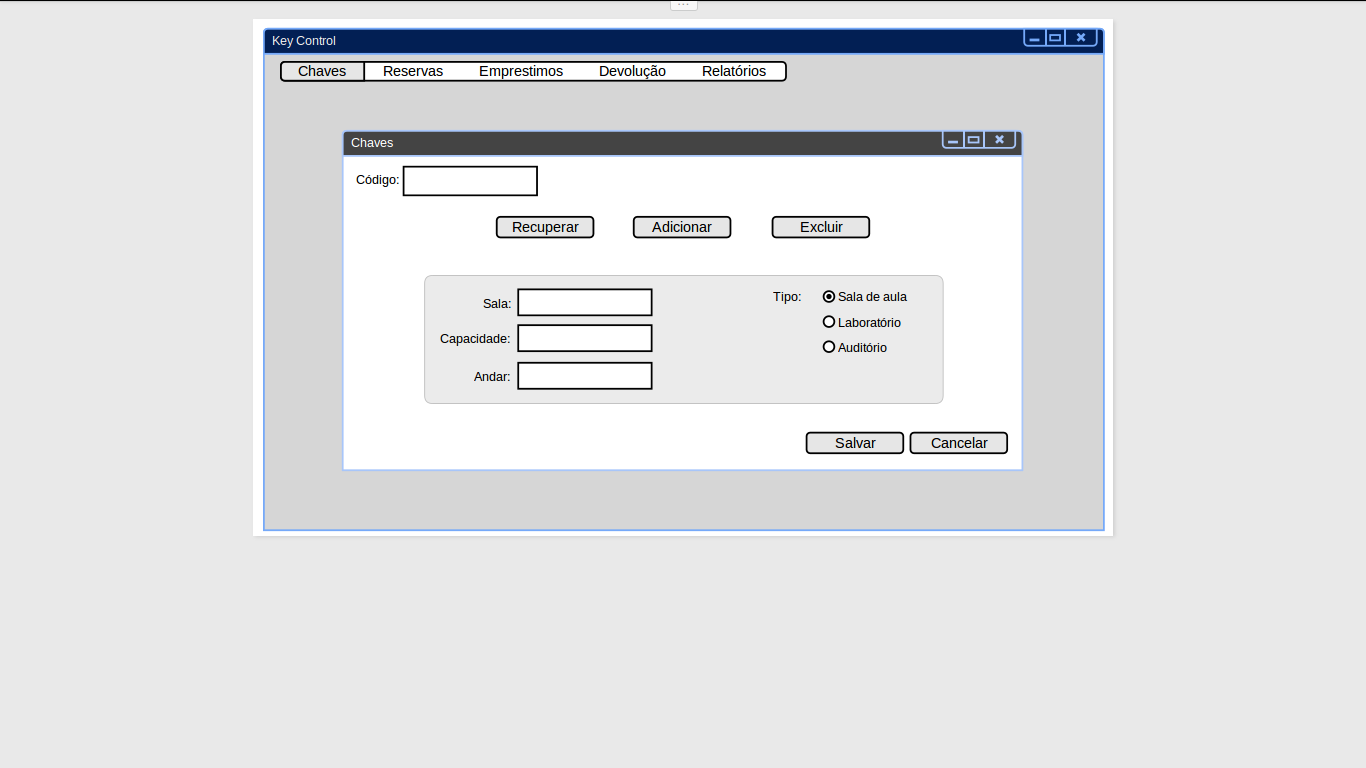 Key Control
Chaves Reservas Emprestimos Devolução Relatórios
Chaves
Código:
Recuperar Adicionar Excluir
Sala: Tipo: Sala de aula
Laboratório
Capacidade:
Auditório
Andar:
Salvar Cancelar